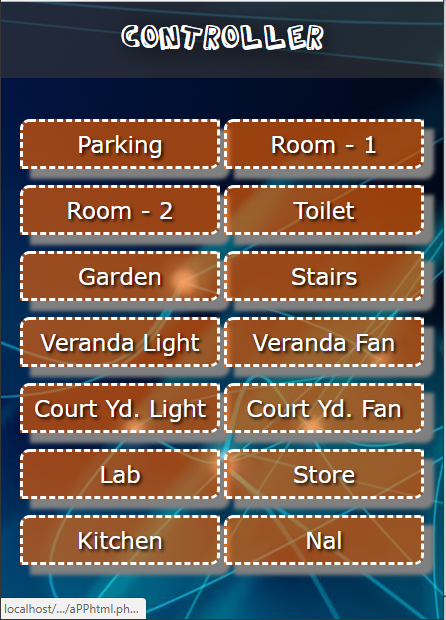 CONTROLLER
Parking
Room - 1
Room - 2
Toilet
Garden
Stairs
Veranda Light
Veranda Fan
Court Yd. Light
Court Yd. Fan
Lab
Store
Kitchen
Nal
localhost/.../aPPhtml.ph...